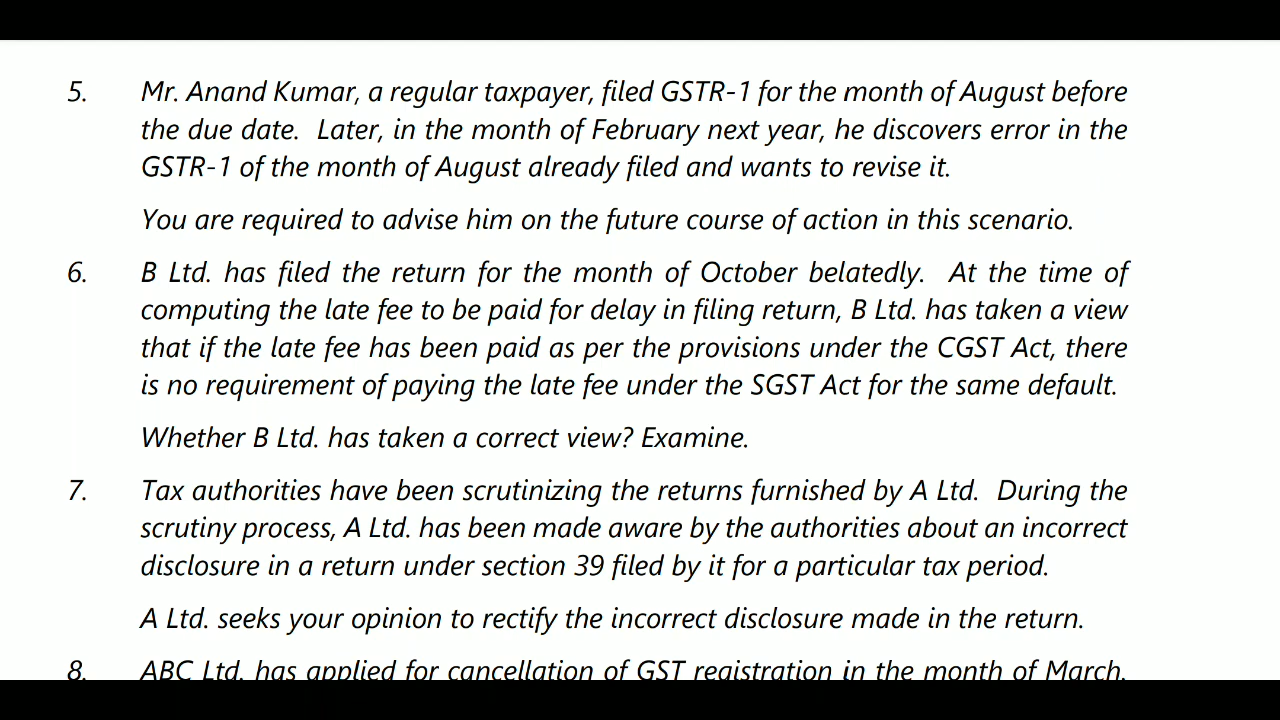 5. Mr. Anand Kumar, a regular taxpayer, filed GSTR-1 for the month of August before
the due date. Later, in the month of February next year, he discovers error in the
GSTR-1 of the month of August already filed and wants to revise it.
You are required to advise him on the future course of action in this scenario.
6. B Ltd. has filed the return for the month of October belatedly. At the time of
computing the late fee to be paid for delay in filing return, B Ltd. has taken a view
that if the late fee has been paid as per the provisions under the CGST Act, there
is no requirement of paying the late fee under the SGST Act for the same default.
Whether B Ltd. has taken a correct view? Examine.
7. Tax authorities have been scrutinizing the returns furnished by A Ltd. During the
scrutiny process, A Ltd. has been made aware by the authorities about an incorrect
disclosure in a return under section 39 filed by it for a particular tax period.
A Ltd. seeks your opinion to rectify the incorrect disclosure made in the return.
8. ABC Ltd. has applied for cancellation of GST registration in the month of March.